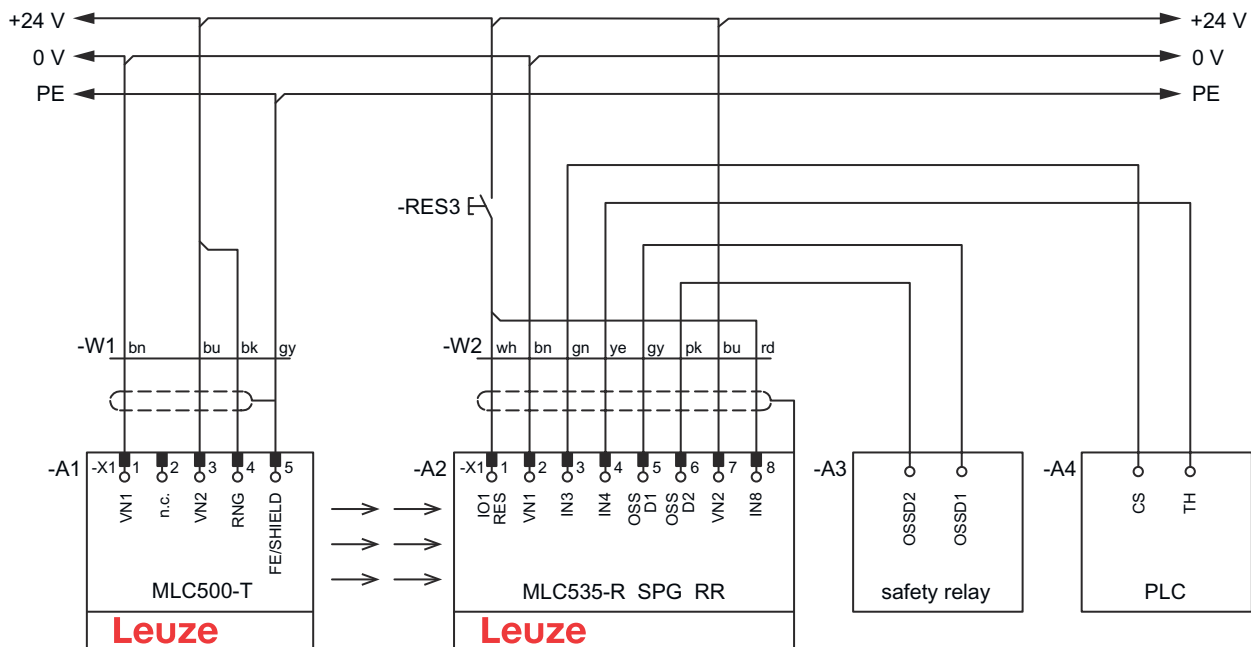 +24 V +24 V
0 V 0 V
PE PE
-RES3
-W1 bn bu bk gy -W2 wh bn gn ye gy pk bu rd
-A1 -X1 1 2 3 4 5 -A2 -X1 1 2 3 4 5 6 7 8 -A3 -A4
VN1
n.c.
VN2
RNG
FE/SHIELD
IO1
RES
VN1
IN3
IN4
OSS
D1
OSS
D2
VN2
IN8
OSSD2
OSSD1
CS
TH
MLC500-T MLC535-R SPG RR safety relay PLC
Leuze Leuze